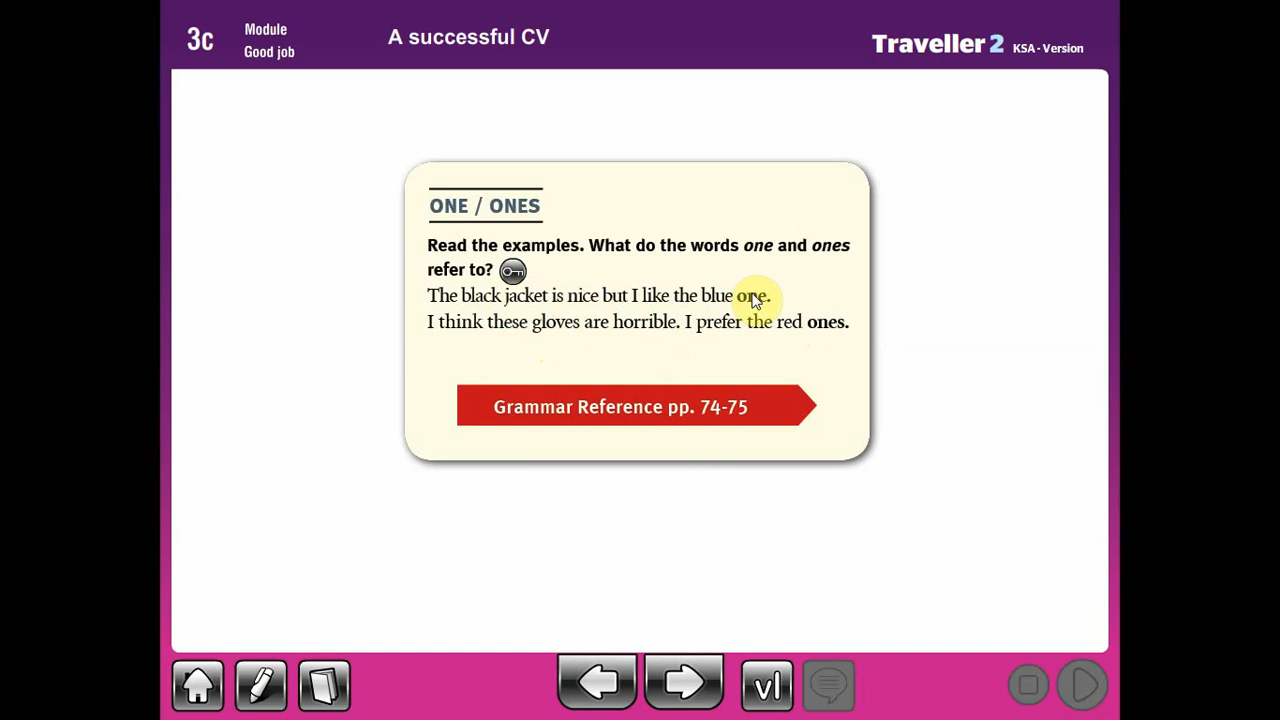 3c
Module
Good job
A successful CV
Traveller 2 KSA - Version
ONE / ONES
Read the examples. What do the words one and ones
refer to?
The black jacket is nice but I like the blue one.
I think these gloves are horrible. I prefer the red ones.
Grammar Reference pp. 74-75
vl